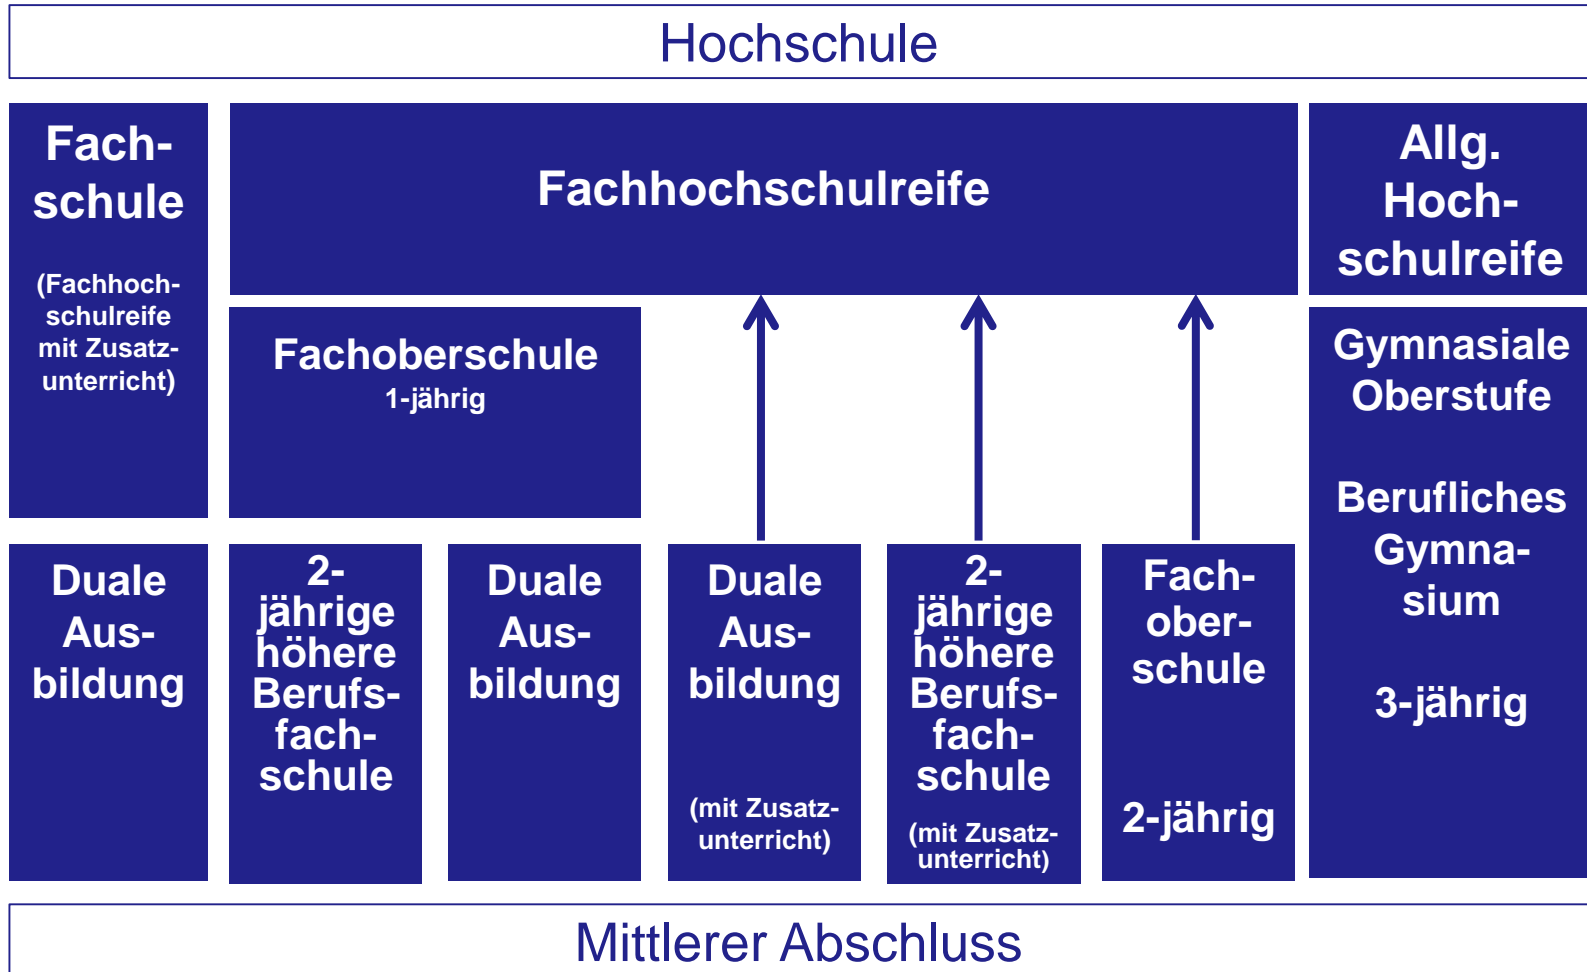 Hochschule
Fach-
schule
(Fachhoch-
schulreife
mit Zusatz-
unterricht)
Fachhochschulreife
Allg.
Hoch-
schulreife
Fachoberschule
1-jährig
Gymnasiale
Oberstufe
Berufliches
Gymna-
sium
3-jährig
Duale
Aus-
bildung
2-
jährige
höhere
Berufs-
fach-
schule
Duale
Aus-
bildung
Duale
Aus-
bildung
(mit Zusatz-
unterricht)
2-
jährige
höhere
Berufs-
fach-
schule
(mit Zusatz-
unterricht)
Fach-
ober-
schule
2-jährig
Mittlerer Abschluss